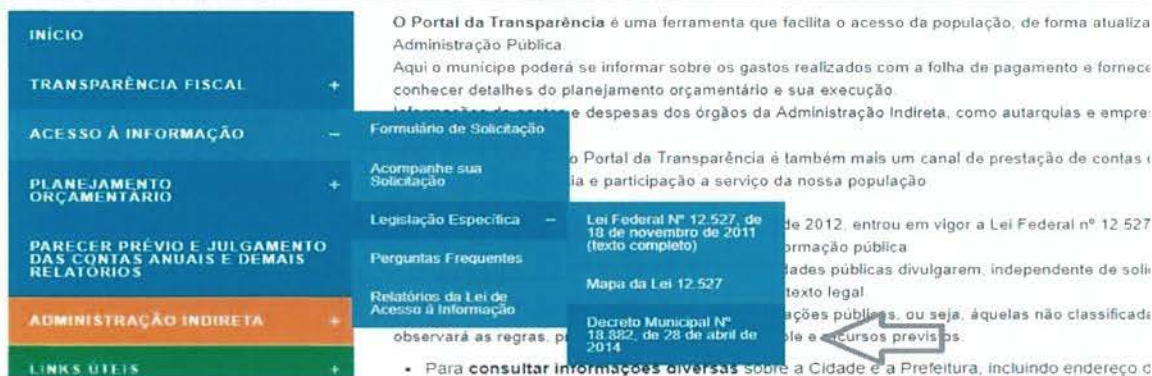 INÍCIO
TRANSPARÊNCIA FISCAL +
ACESSO À INFORMAÇÃO –
PLANEJAMENTO +
ORÇAMENTÁRIO
PARECER PRÉVIO E JULGAMENTO
DAS CONTAS ANUAIS E DEMAIS
RELATÓRIOS
ADMINISTRAÇÃO INDIRETA +
LINKS ÚTEIS +
Formulário de Solicitação
Acompanhe sua
Solicitação
Legislação Específica –
Perguntas Frequentes
Relatórios da Lei de
Acesso á Informação
Lei Federal Nº 12.527, de
18 de novembro de 2011
(texto completo)
Mapa da Lei 12.527
Decreto Municipal Nº
18.882, de 28 de abril de
2014
O Portal da Transparência é uma ferramenta que facilita o acesso da população, de forma atualiza
Administração Pública
Aqui o munícipe poderá se informar sobre os gastos realizados com a folha de pagamento e fornece
conhecer detalhes do planejamento orçamentário e sua execução.
e despesas dos órgãos da Administração Indireta, como autarquias e empre
o Portal da Transparência é também mais um canal de prestação de contas
ia e participação a serviço da nossa população
de 2012, entrou em vigor a Lei Federal nº 12.527
ormação pública
dades públicas divulgarem, independente de soli
texto legal
ações públicas, ou seja, áquelas não classificada
observará as regras, p ole e recursos previstos.
• Para consultar informações diversas sobre a Cidade e a Prefeitura, incluindo endereço